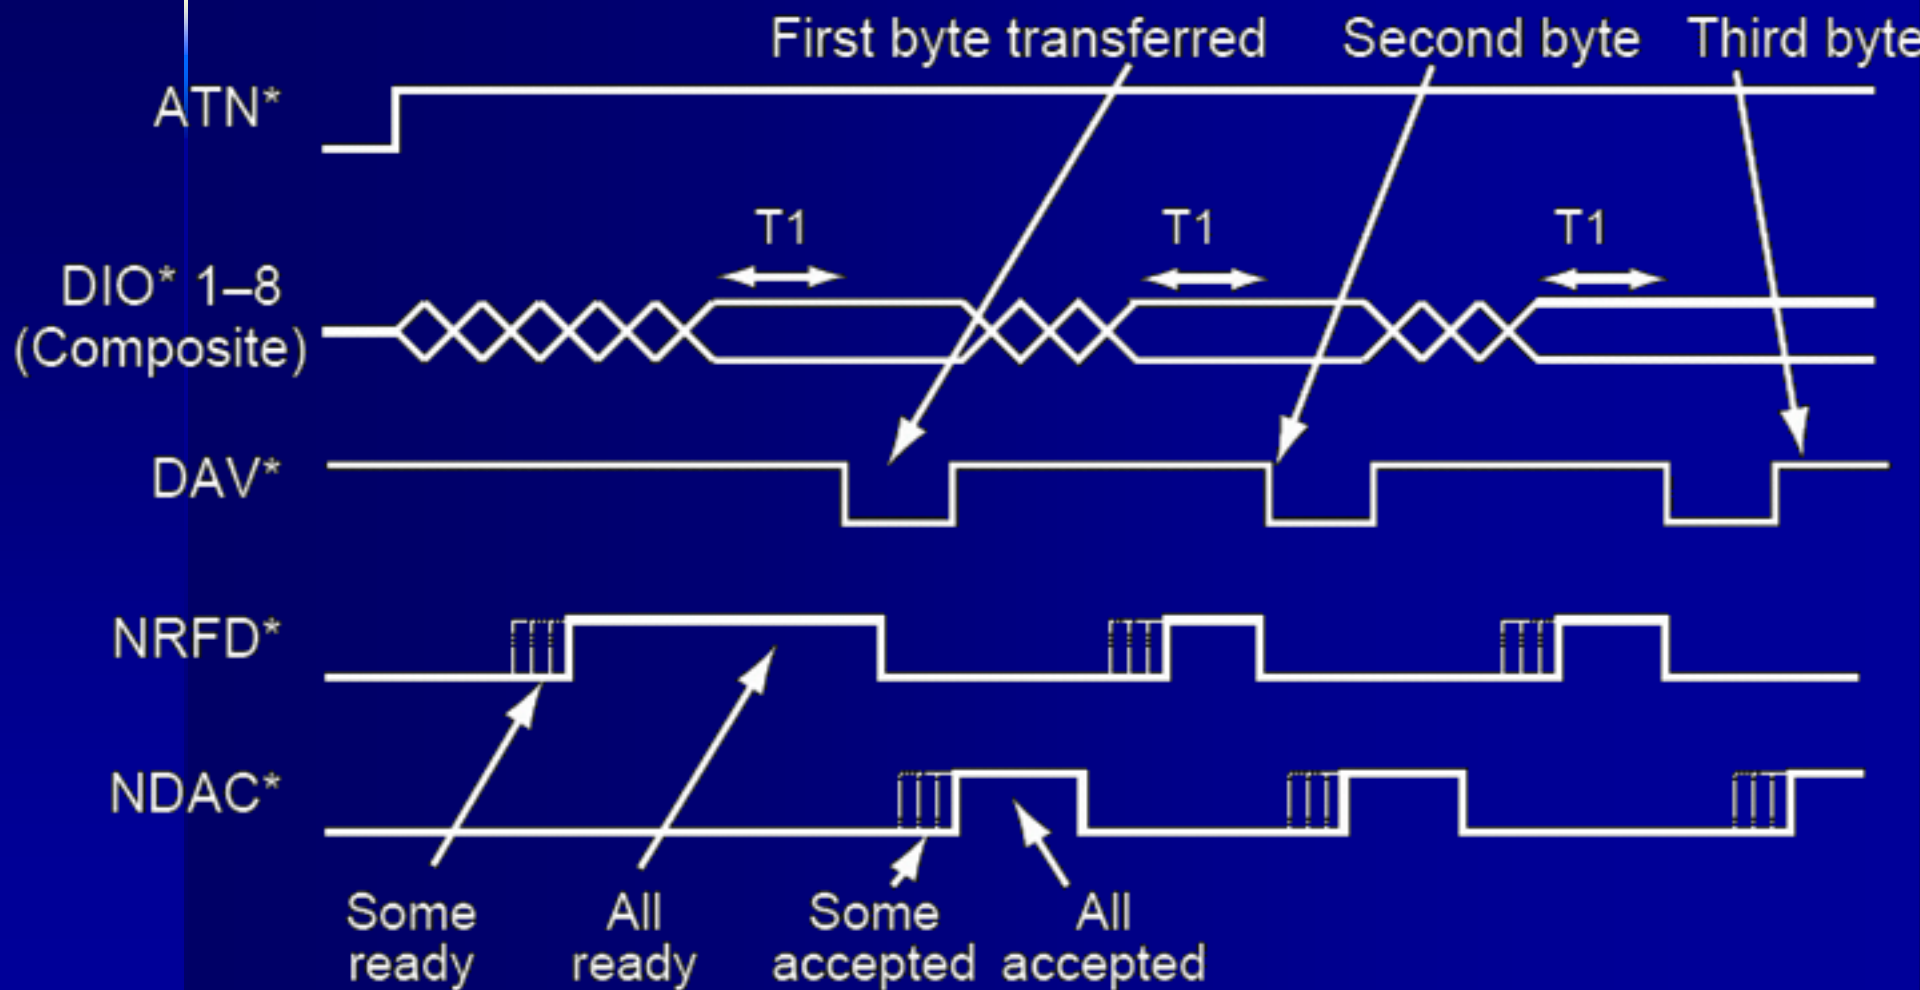 First byte transferred Second byte Third byte
ATN*
T1 T1 T1
DIO* 1–8
(Composite)
DAV*
NRFD*
NDAC*
Some All Some All
ready ready accepted accepted